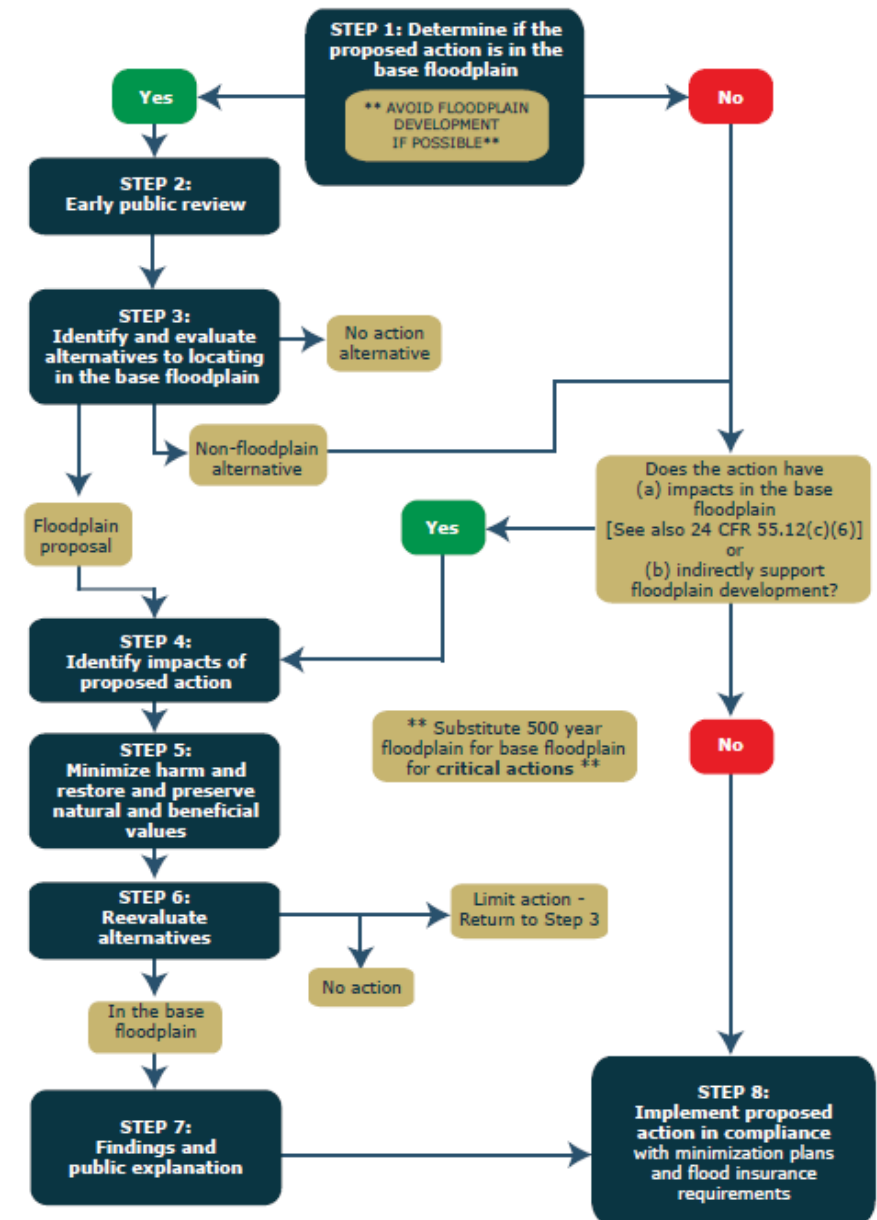 STEP 1: Determine if the
proposed action is in the
base floodplain
** AVOID FLOODPLAIN
DEVELOPMENT
IF POSSIBLE**
Yes
No
STEP 2:
Early public review
STEP 3:
Identify and evaluate
alternatives to locating
in the base floodplain
No action
alternative
Non-floodplain
alternative
Floodplain
proposal
Does the action have
(a) impacts in the base
floodplain
[See also 24 CFR 55.12(c)(6)]
or
(b) indirectly support
floodplain development?
Yes
STEP 4:
Identify impacts of
proposed action
** Substitute 500 year
floodplain for base floodplain
for critical actions **
No
STEP 5:
Minimize harm and
restore and preserve
natural and beneficial
values
STEP 6:
Reevaluate
alternatives
Limit action -
Return to Step 3
No action
In the base
floodplain
STEP 7:
Findings and
public explanation
STEP 8:
Implement proposed
action in compliance
with minimization plans
and flood insurance
requirements